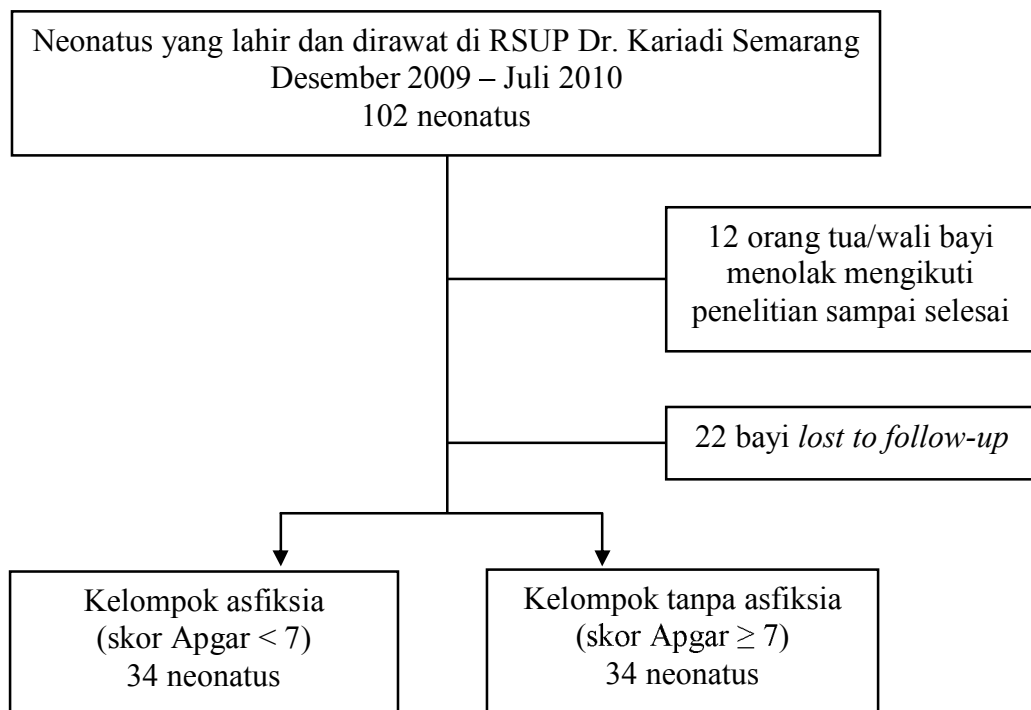 Neonatus yang lahir dan dirawat di RSUP Dr. Kariadi Semarang
Desember 2009 – Juli 2010
102 neonatus
12 orang tua/wali bayi
menolak mengikuti
penelitian sampai selesai
22 bayi lost to follow-up
Kelompok asfiksia
(skor Apgar < 7)
34 neonatus
Kelompok tanpa asfiksia
(skor Apgar ≥ 7)
34 neonatus